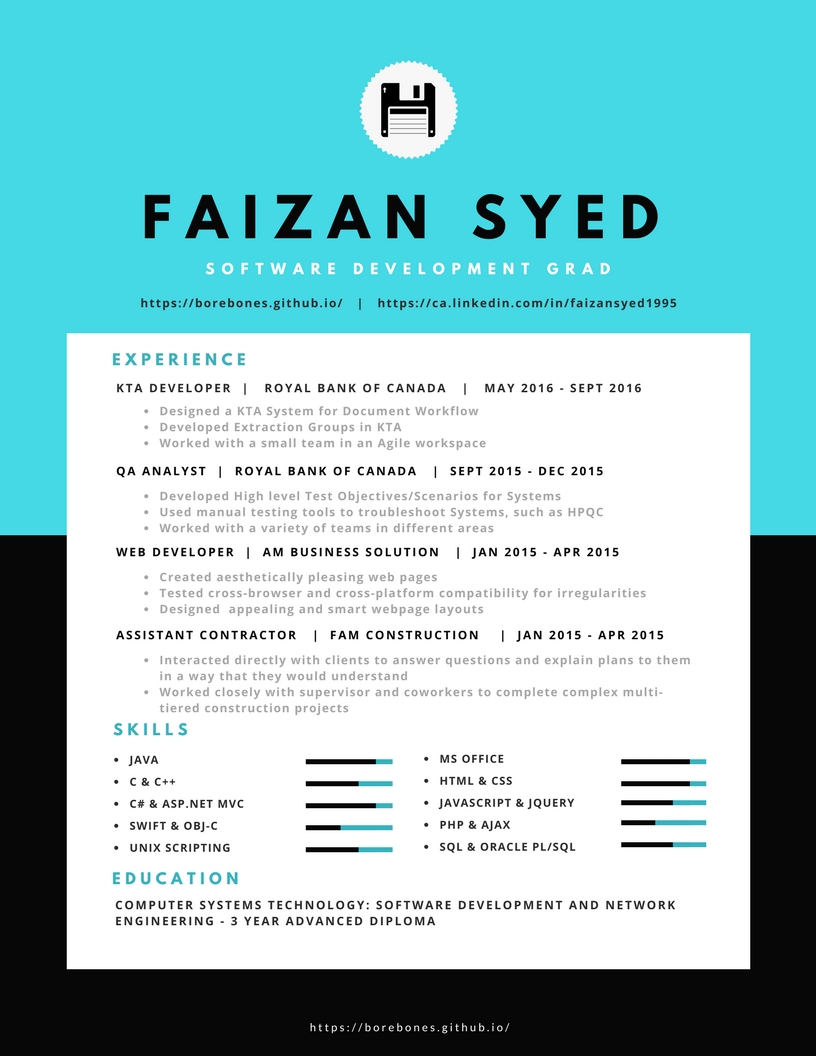 FAIZAN SYED
SOFTWARE DEVELOPMENT GRAD
https://borebones.github.io/ | https://ca.linkedin.com/in/faizansyed1995
EXPERIENCE
KTA DEVELOPER | ROYAL BANK OF CANADA | MAY 2016 - SEPT 2016
• Designed a KTA System for Document Workflow
• Developed Extraction Groups in KTA
• Worked with a small team in an Agile workspace
QA ANALYST | ROYAL BANK OF CANADA | SEPT 2015 - DEC 2015
• Developed High level Test Objectives/Scenarios for Systems
• Used manual testing tools to troubleshoot Systems, such as HPQC
• Worked with a variety of teams in different areas
WEB DEVELOPER | AM BUSINESS SOLUTION | JAN 2015 - APR 2015
• Created aesthetically pleasing web pages
• Tested cross-browser and cross-platform compatibility for irregularities
• Designed appealing and smart webpage layouts
ASSISTANT CONTRACTOR | FAM CONSTRUCTION | JAN 2015 - APR 2015
• Interacted directly with clients to answer questions and explain plans to them
in a way that they would understand
• Worked closely with supervisor and coworkers to complete complex multi-
tiered construction projects
SKILLS
• JAVA
• C & C++
• C# & ASP.NET MVC
• SWIFT & OBJ-C
• UNIX SCRIPTING
• MS OFFICE
• HTML & CSS
• JAVASCRIPT & JQUERY
• PHP & AJAX
• SQL & ORACLE PL/SQL
EDUCATION
COMPUTER SYSTEMS TECHNOLOGY: SOFTWARE DEVELOPMENT AND NETWORK
ENGINEERING - 3 YEAR ADVANCED DIPLOMA
https://borebones.github.io/